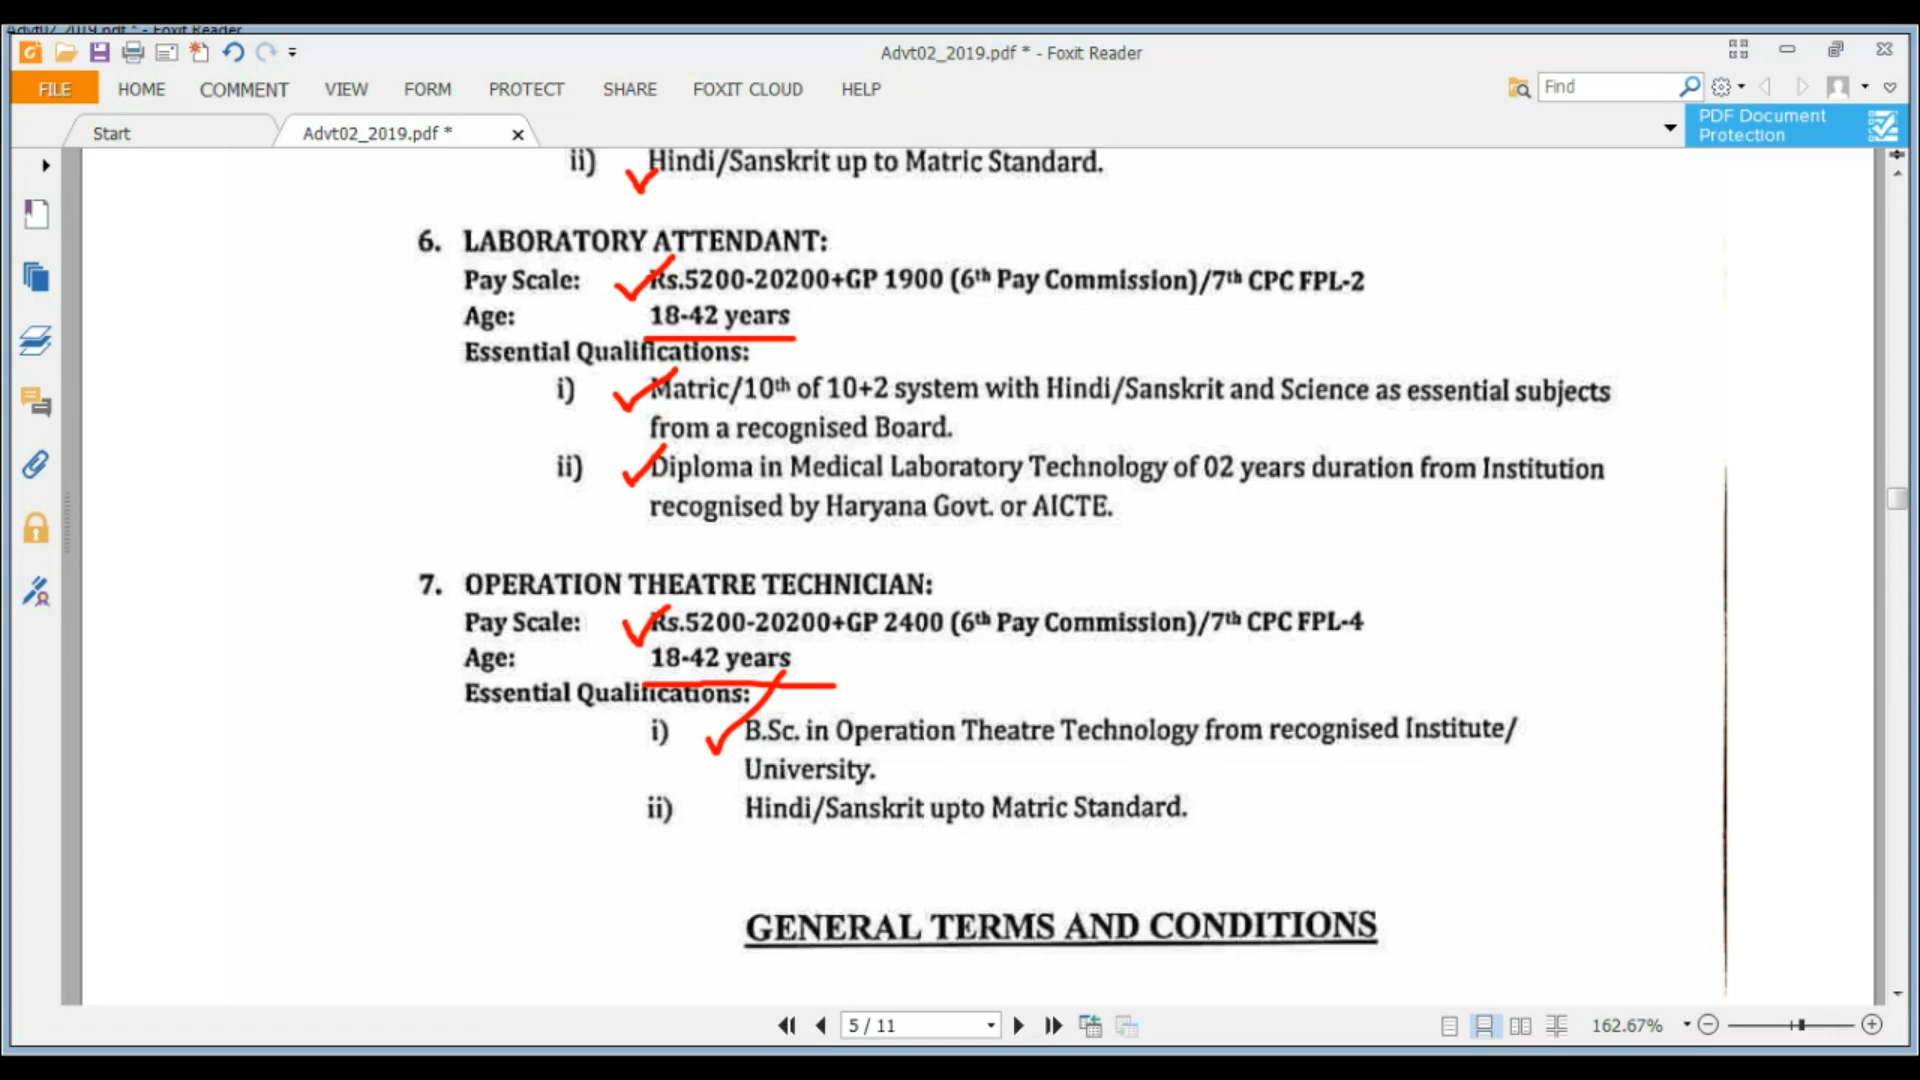 Advt02_2019.pdf * - Foxit Reader
Advt02_2019.pdf * - Foxit Reader
FILE HOME COMMENT VIEW FORM PROTECT SHARE FOXIT CLOUD HELP Find
Start Advt02_2019.pdf * PDF Document Protection
ii) Hindi/Sanskrit up to Matric Standard.
6. LABORATORY ATTENDANT:
Pay Scale: Rs.5200-20200+GP 1900 (6th Pay Commission)/7th CPC FPL-2
Age: 18-42 years
Essential Qualifications:
i) Matric/10th of 10+2 system with Hindi/Sanskrit and Science as essential subjects
from a recognised Board.
ii) Diploma in Medical Laboratory Technology of 02 years duration from Institution
recognised by Haryana Govt. or AICTE.
7. OPERATION THEATRE TECHNICIAN:
Pay Scale: Rs.5200-20200+GP 2400 (6th Pay Commission)/7th CPC FPL-4
Age: 18-42 years
Essential Qualifications:
i) B.Sc. in Operation Theatre Technology from recognised Institute/
University.
ii) Hindi/Sanskrit upto Matric Standard.
GENERAL TERMS AND CONDITIONS
5 / 11 162.67%